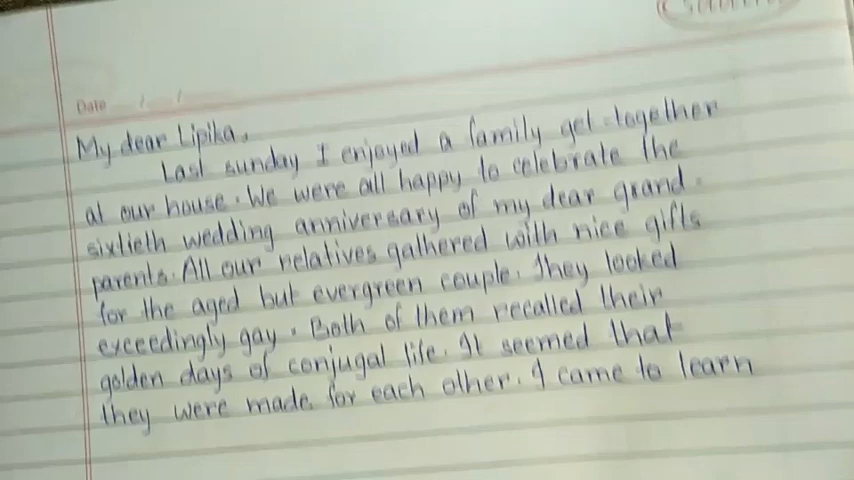 Date / /
My dear Lipika,
Last sunday I enjoyed a family get-together
at our house. We were all happy to celebrate the
sixtieth wedding anniversary of my dear grand-
parents. All our relatives gathered with nice gifts
for the aged but evergreen couple. They looked
exceedingly gay. Both of them recalled their
golden days of conjugal life. It seemed that
they were made for each other. I came to learn